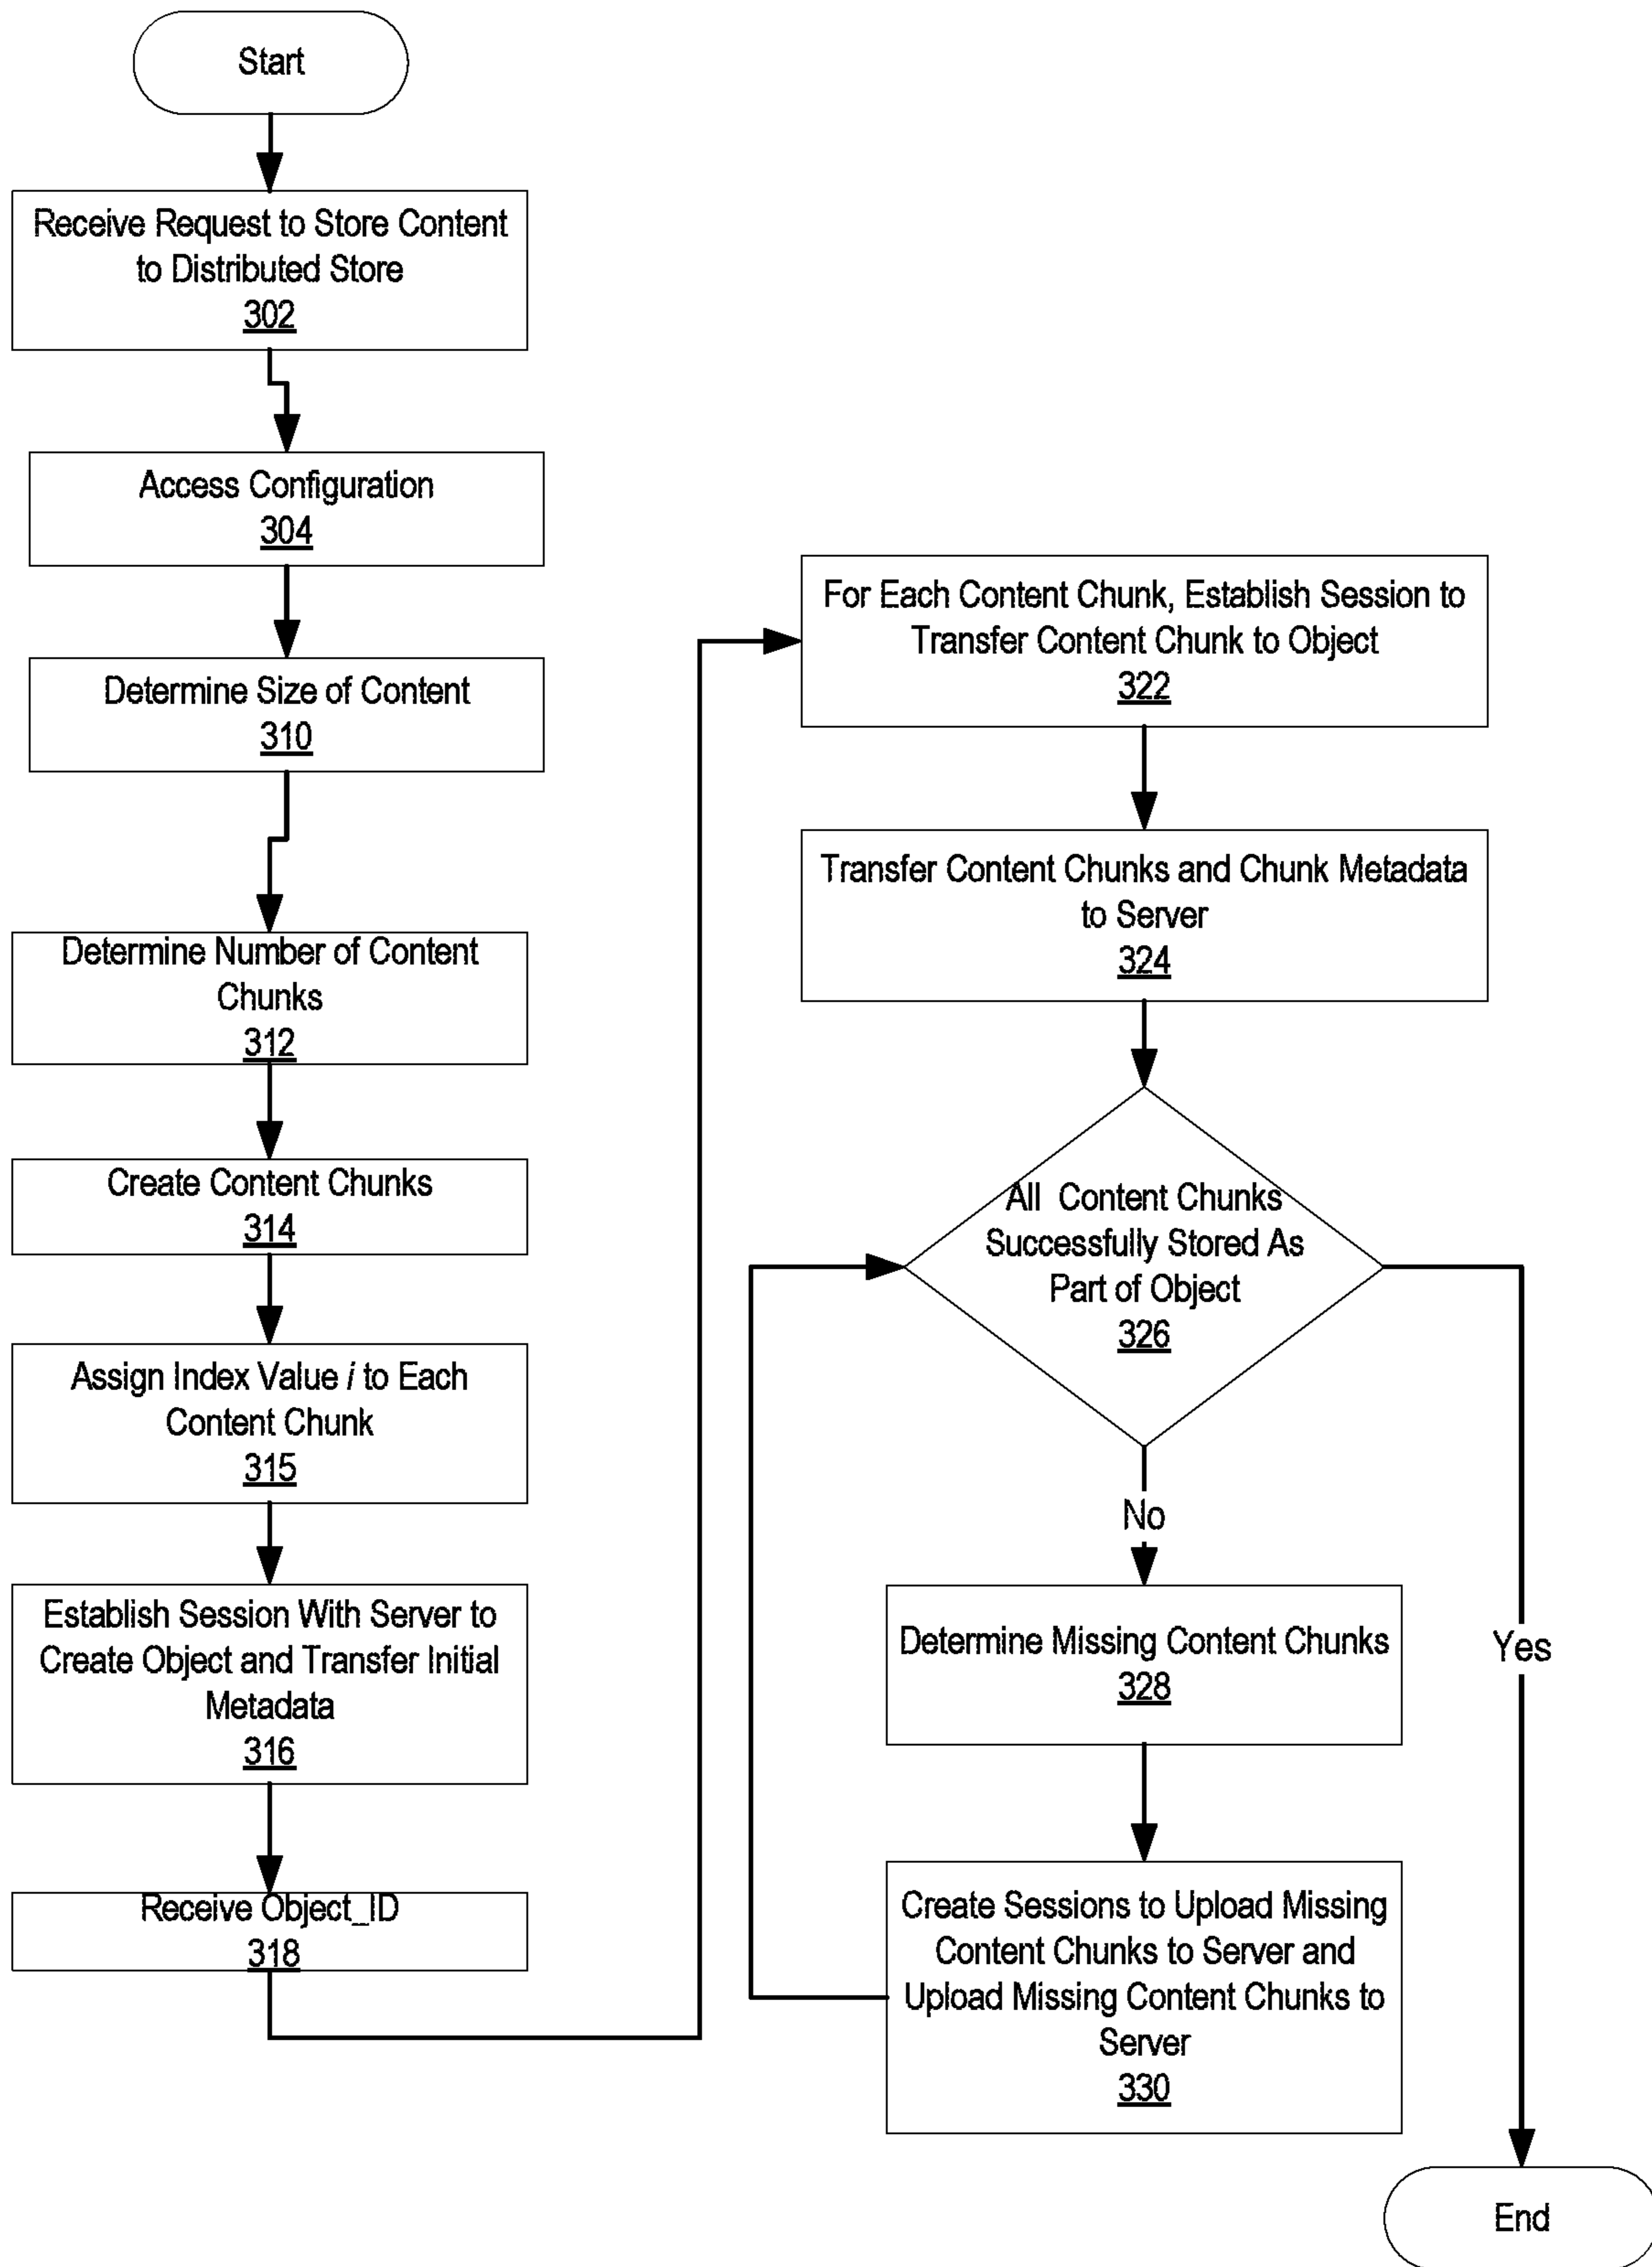 Start
Receive Request to Store Content
to Distributed Store
302
Access Configuration
304
Determine Size of Content
310
Determine Number of Content
Chunks
312
Create Content Chunks
314
Assign Index Value i to Each
Content Chunk
315
Establish Session With Server to
Create Object and Transfer Initial
Metadata
316
Receive Object_ID
318
For Each Content Chunk, Establish Session to
Transfer Content Chunk to Object
322
Transfer Content Chunks and Chunk Metadata
to Server
324
All Content Chunks
Successfully Stored As
Part of Object
326
No
Determine Missing Content Chunks
328
Yes
Create Sessions to Upload Missing
Content Chunks to Server and
Upload Missing Content Chunks to
Server
330
End